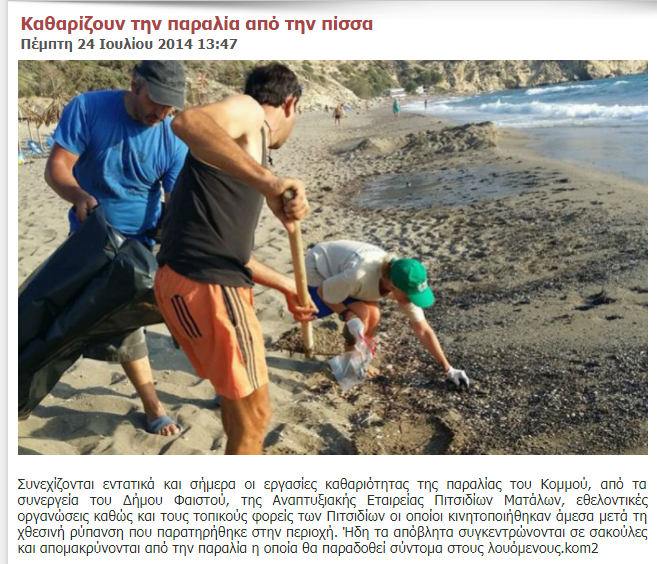 Καθαρίζουν την παραλία από την πίσσα
Πέμπτη 24 Ιουλίου 2014 13:47
Συνεχίζονται εντατικά και σήμερα οι εργασίες καθαριότητας της παραλίας του Κομμού, από τα
συνεργεία του Δήμου Φαιστού, της Αναπτυξιακής Εταιρείας Πιτσιδίων Ματάλων, εθελοντικές
οργανώσεις καθώς και τους τοπικούς φορείς των Πιτσιδίων οι οποίοι κινητοποιήθηκαν άμεσα μετά τη
χθεσινή ρύπανση που παρατηρήθηκε στην περιοχή. Ήδη τα απόβλητα συγκεντρώνονται σε σακούλες
και απομακρύνονται από την παραλία η οποία θα παραδοθεί σύντομα στους λουόμενους.kom2